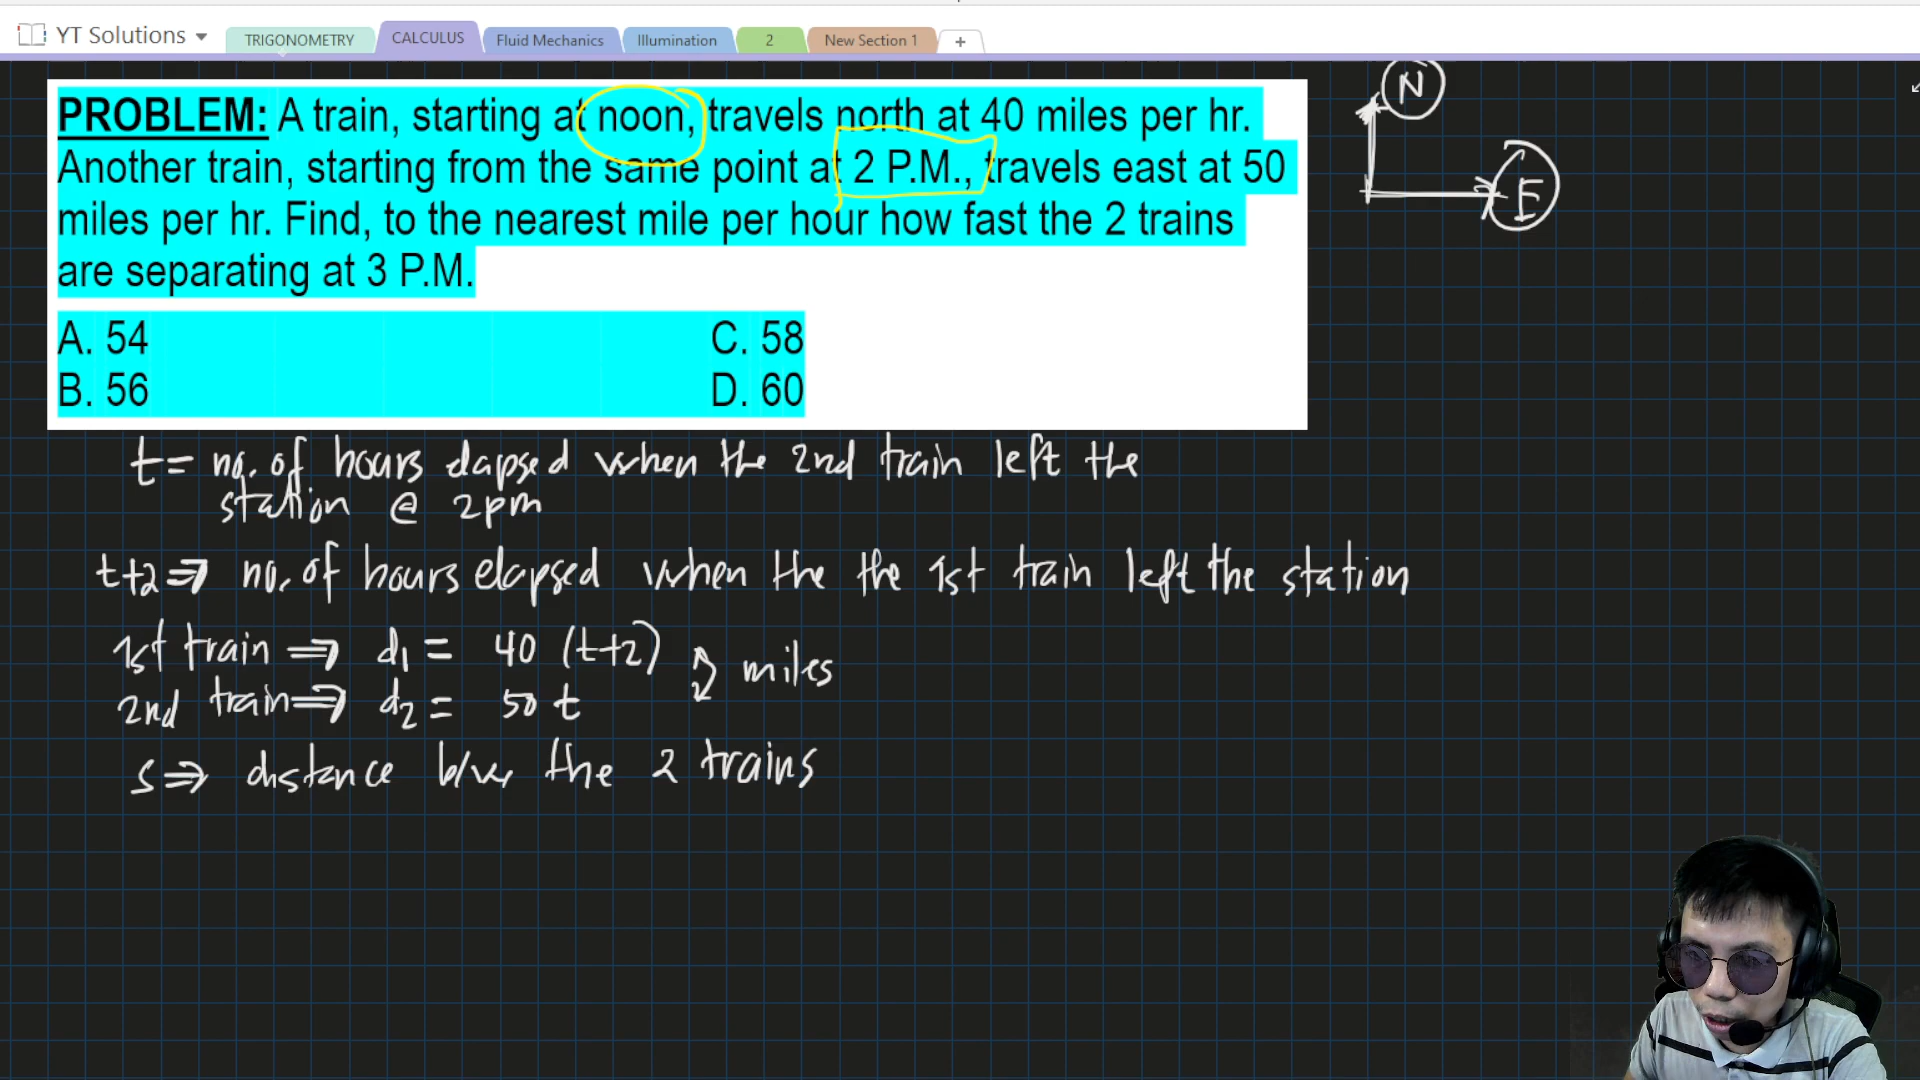 YT Solutions
TRIGONOMETRY
CALCULUS
Fluid Mechanics
Illumination
2
New Section 1
+
PROBLEM: A train, starting at noon, travels north at 40 miles per hr.
Another train, starting from the same point at 2 P.M., travels east at 50
miles per hr. Find, to the nearest mile per hour how fast the 2 trains
are separating at 3 P.M.
A. 54
C. 58
B. 56
D. 60
N
E
t = no. of hours elapsed when the 2nd train left the
station @ 2pm
t+2 ⇒ no. of hours elapsed when the the 1st train left the station
1st train ⇒ d1 = 40 (t+2)
miles
2nd train ⇒ d2 = 50 t
s ⇒ distance b/w the 2 trains